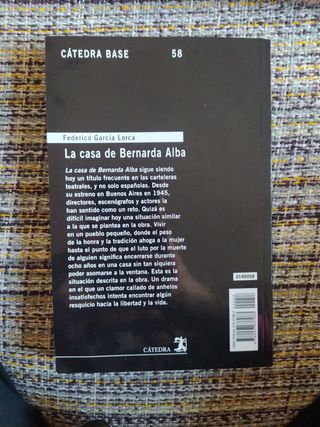 CÁTEDRA BASE 58
Federico García Lorca
La casa de Bernarda Alba
La casa de Bernarda Alba sigue siendo
hoy un título frecuente en las carteleras
teatrales, y no solo españolas. Desde
su estreno en Buenos Aires en 1945,
directores, escenógrafos y actores la
han sentido como un reto. Quizá es
difícil imaginar hoy una situación similar
a la que se plantea en la obra. Vivir
en un pueblo pequeño, donde el peso
de la honra y la tradición ahoga a la mujer
hasta el punto de que el luto por la muerte
de alguien significa encerrarse durante
ocho años en una casa sin tan siquiera
poder asomarse a la ventana. Esta es la
situación descrita en la obra. Un drama
en el que un clamor callado de anhelos
insatisfechos intenta encontrar algún
resquicio hacia la libertad y la vida.
0140058
CÁTEDRA